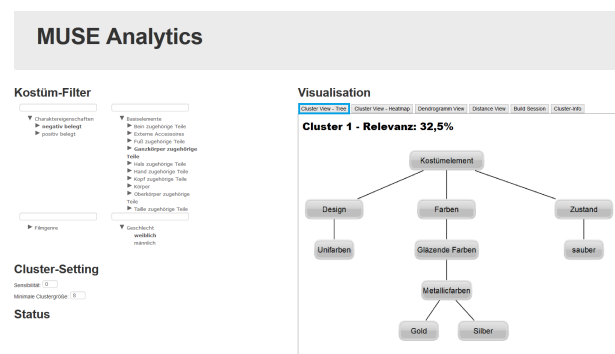 MUSE Analytics
Kostüm-Filter
Charaktereigenschaften
negativ belegt
positiv belegt
Basiselemente
Bein zugehörige Teile
Externe Accessoires
Fuß zugehörige Teile
Ganzkörper zugehörige
Teile
Hals zugehörige Teile
Hand zugehörige Teile
Kopf zugehörige Teile
Körper
Oberkörper zugehörige
Teile
Taille zugehörige Teile
Filmgenre
Geschlecht
weiblich
männlich
Cluster-Setting
Sensibilität: 0
Minimale Clustergröße: 6
Status
Visualisation
Cluster View - Tree
Cluster View - Heatmap
Dendrogramm View
Distance View
Build Session
Cluster-Info
Cluster 1 - Relevanz: 32,5%
Kostümelement
Design
Farben
Zustand
Unifarben
Glänzende Farben
sauber
Metallicfarben
Gold
Silber